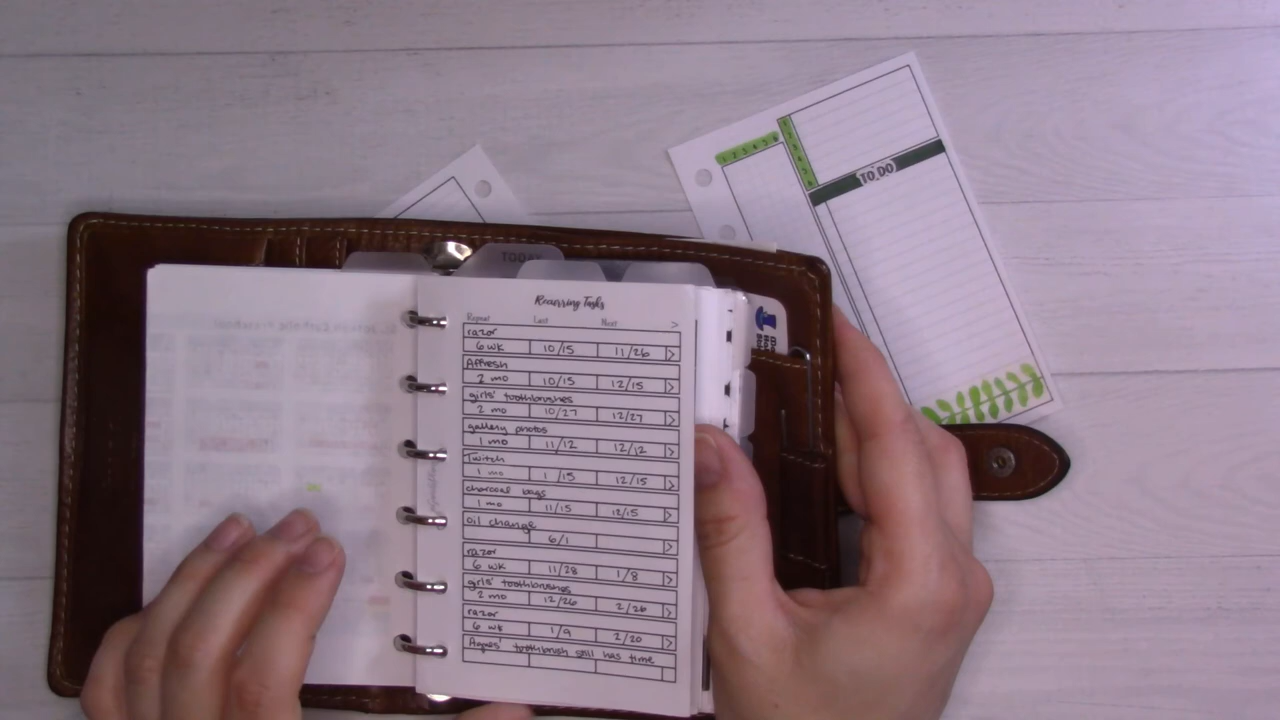 TODAY
Recurring Tasks
Repeat Last Next >
razor
6 wk 10/15 11/26 >
Affresh
2 mo 10/15 12/15 >
girls' toothbrushes
2 mo 10/27 12/27 >
gallery photos
1 mo 11/12 12/12 >
Twitch
1 mo 1/15 12/15 >
charcoal bags
1 mo 11/15 12/15 >
oil change
6/1 >
razor
6 wk 11/28 1/8 >
girls' toothbrushes
2 mo 12/26 2/26 >
razor
6 wk 1/9 2/20 >
Agnes' toothbrush still has time
1 2 3 4 5 6
TO DO